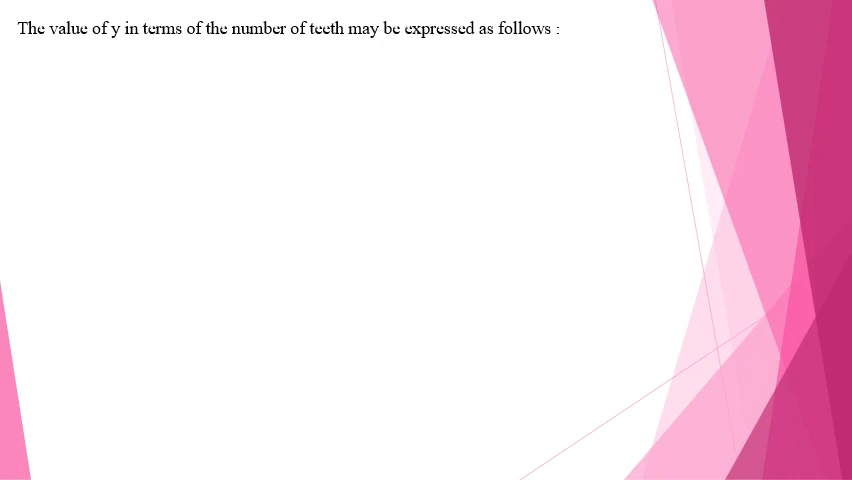 The value of y in terms of the number of teeth may be expressed as follows :